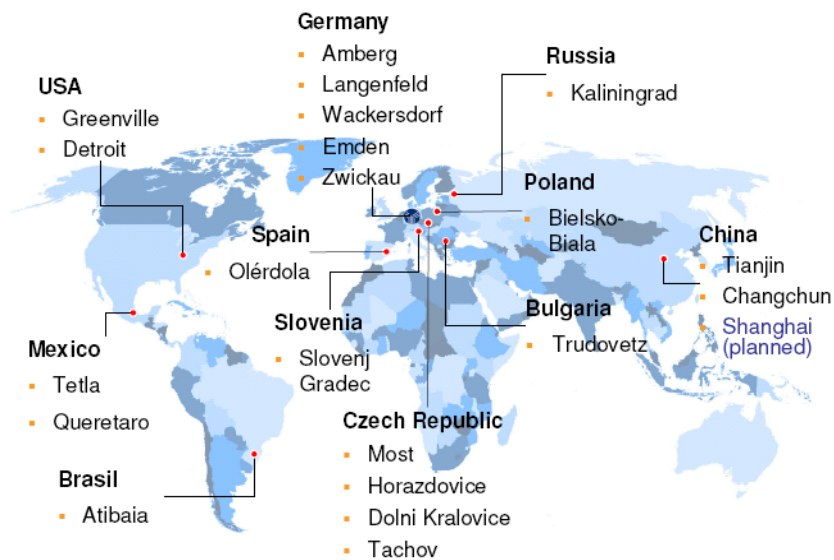 Germany
Amberg
Langenfeld
Wackersdorf
Emden
Zwickau
Russia
Kaliningrad
USA
Greenville
Detroit
Poland
Bielsko-
Biala
Spain
Olérdola
China
Tianjin
Changchun
Shanghai
(planned)
Slovenia
Slovenj
Gradec
Bulgaria
Trudovetz
Mexico
Tetla
Queretaro
Czech Republic
Most
Horazdovice
Dolni Kralovice
Tachov
Brasil
Atibaia